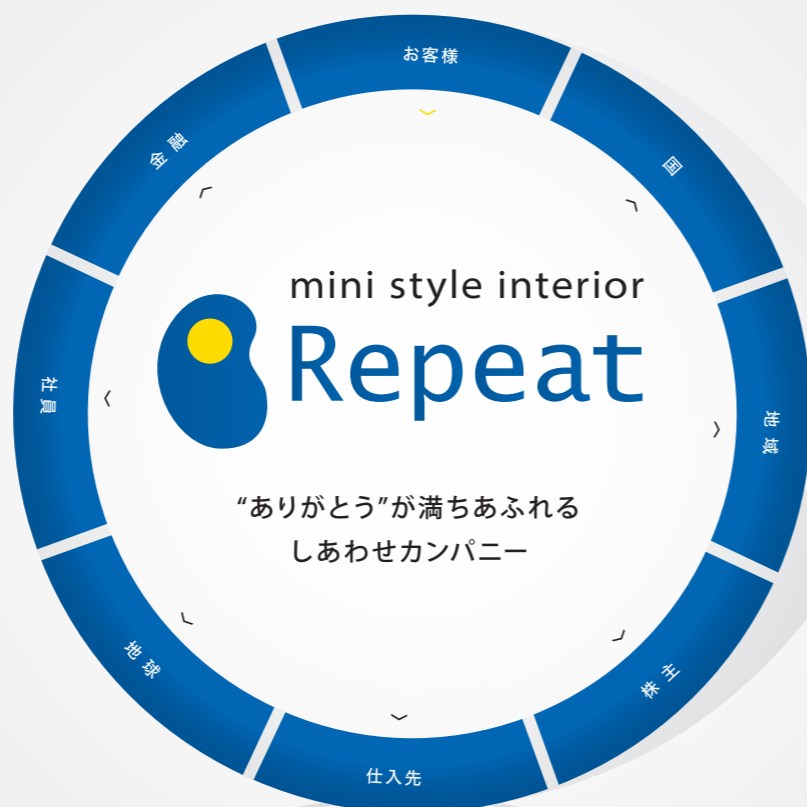 お客様
国
地域
株主
仕入先
地球
社員
金融
mini style interior
Repeat
“ありがとう”が満ちあふれる
しあわせカンパニー